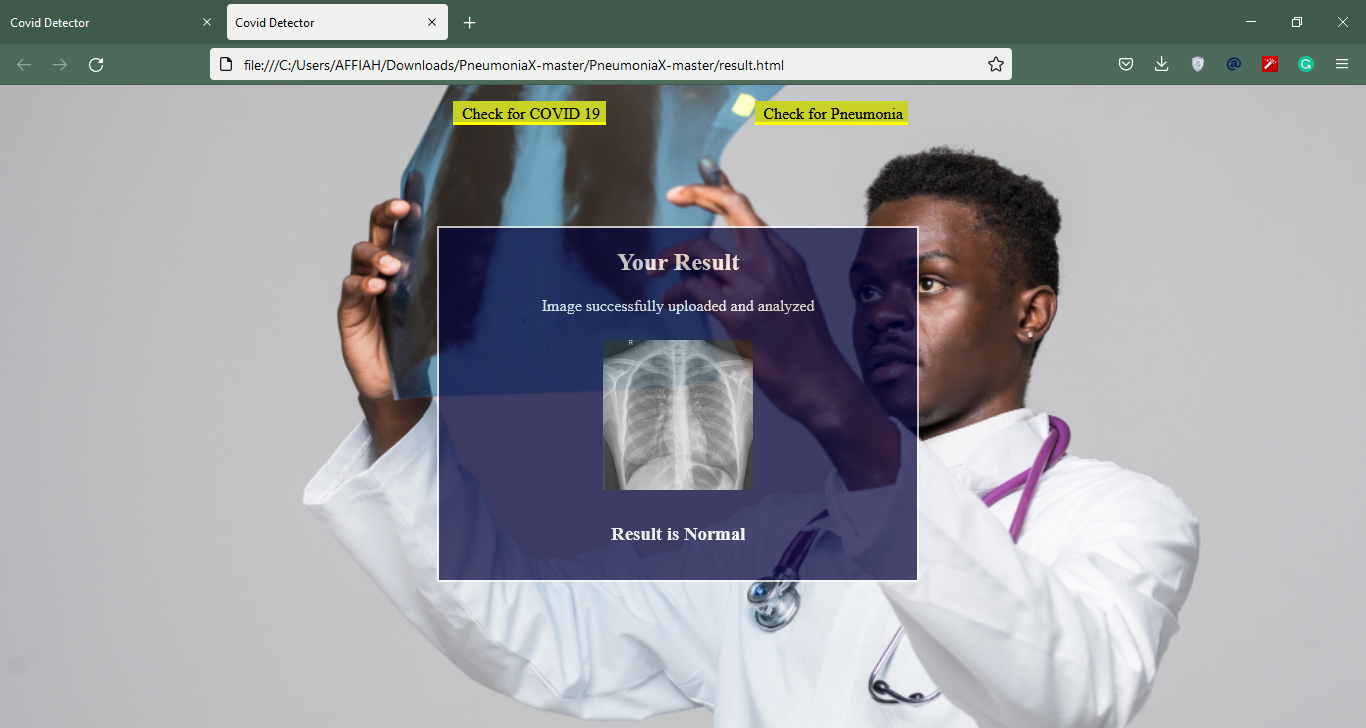 Covid Detector
Covid Detector
file:///C:/Users/AFFIAH/Downloads/PneumoniaX-master/PneumoniaX-master/result.html
Check for COVID 19
Check for Pneumonia
Your Result
Image successfully uploaded and analyzed
R
Result is Normal